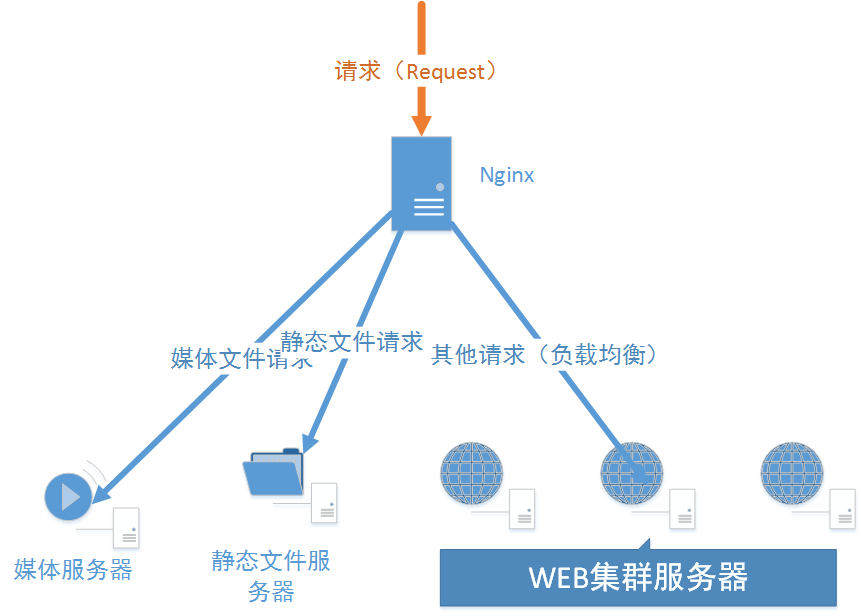 请求（Request）
Nginx
静态文件请求
媒体文件请求
其他请求（负载均衡）
媒体服务器
静态文件服
务器
WEB集群服务器